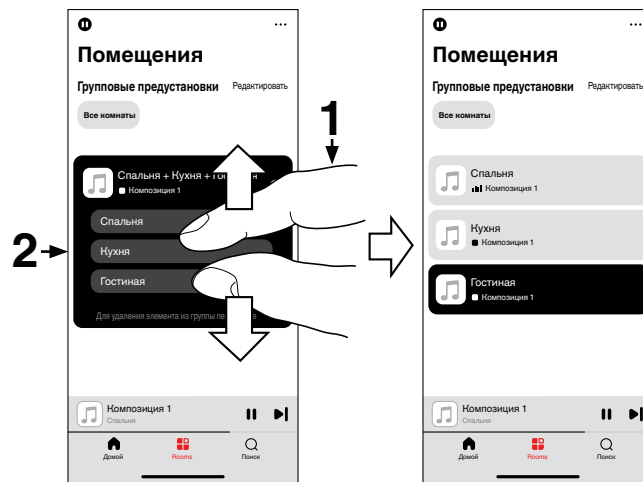 Помещения
Групповые предустановки Редактировать
Все комнаты
Спальня + Кухня +
Композиция 1
Спальня
Кухня
Гостиная
Для удаления элемента из группы
Композиция 1
Спальня
Домой Rooms Поиск
1
2
Помещения
Групповые предустановки Редактировать
Все комнаты
Спальня
Композиция 1
Кухня
Композиция 1
Гостиная
Композиция 1
Композиция 1
Спальня
Домой Rooms Поиск